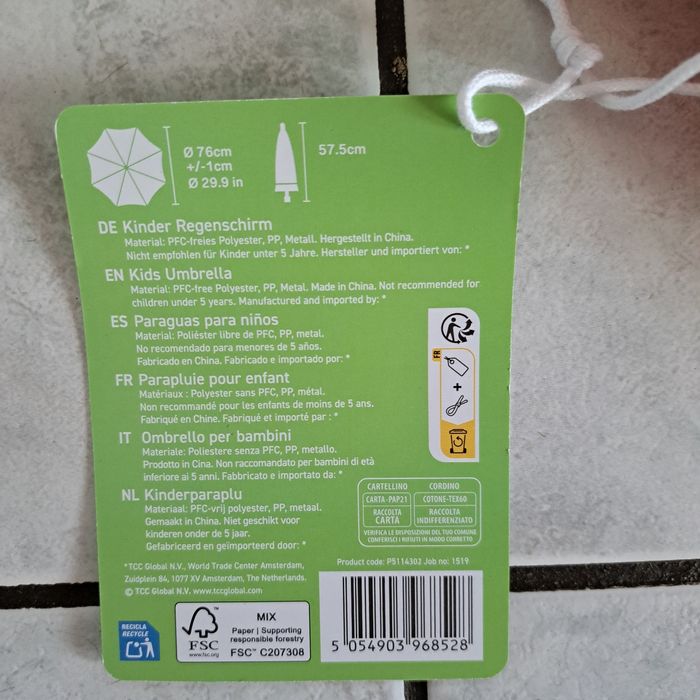 Ø 76cm
+/-1cm
Ø 29.9 in
57.5cm
DE Kinder Regenschirm
Material: PFC-freies Polyester, PP, Metall. Hergestellt in China.
Nicht empfohlen für Kinder unter 5 Jahre. Hersteller und importiert von: *
EN Kids Umbrella
Material: PFC-free Polyester, PP, Metal. Made in China. Not recommended for
children under 5 years. Manufactured and imported by: *
ES Paraguas para niños
Material: Poliéster libre de PFC, PP, metal.
No recomendado para menores de 5 años.
Fabricado en China. Fabricado e importado por: *
FR Parapluie pour enfant
Matériaux : Polyester sans PFC, PP, métal.
Non recommandé pour les enfants de moins de 5 ans.
Fabriqué en Chine. Fabriqué et importé par : *
IT Ombrello per bambini
Materiale: Poliestere senza PFC, PP, metallo.
Prodotto in Cina. Non raccomandato per bambini di età
inferiore ai 5 anni. Fabbricato e importato da: *
NL Kinderparaplu
Materiaal: PFC-vrij polyester, PP, metaal.
Gemaakt in China. Niet geschikt voor
kinderen onder de 5 jaar.
Gefabriceerd en geïmporteerd door: *
FR
+
CARTELLINO CORDINO
CARTA-PAP21 COTONE-TEX60
RACCOLTA CARTA RACCOLTA INDIFFERENZIATO
VERIFICA LE DISPOSIZIONI DEL TUO COMUNE
CONFERISCI I RIFIUTI IN MODO CORRETTO
*TCC Global N.V., World Trade Center Amsterdam,
Zuidplein 84, 1077 XV Amsterdam, The Netherlands.
© TCC Global N.V. www.tccglobal.com
Product code: P5114302 Job no: 1519
RECICLA
RECYCLE
FSC
www.fsc.org
MIX
Paper | Supporting
responsible forestry
FSC™ C207308
5 054903 968528